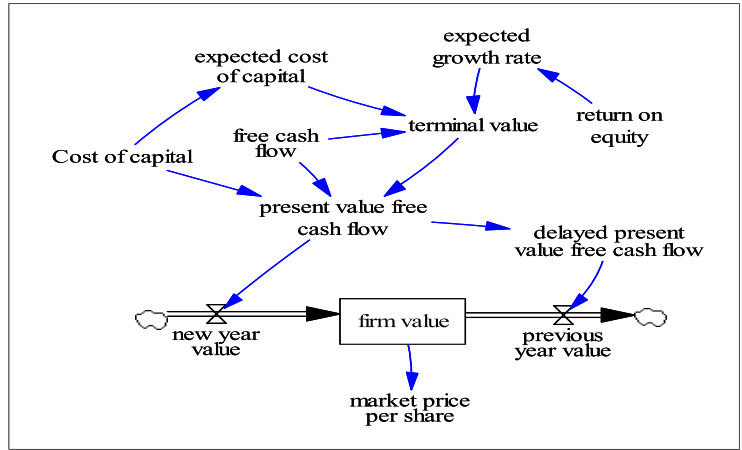 expected
growth rate
expected cost
of capital
return on
equity
terminal value
free cash
flow
Cost of capital
present value free
cash flow
delayed present
value free cash flow
firm value
new year
value
previous
year value
market price
per share